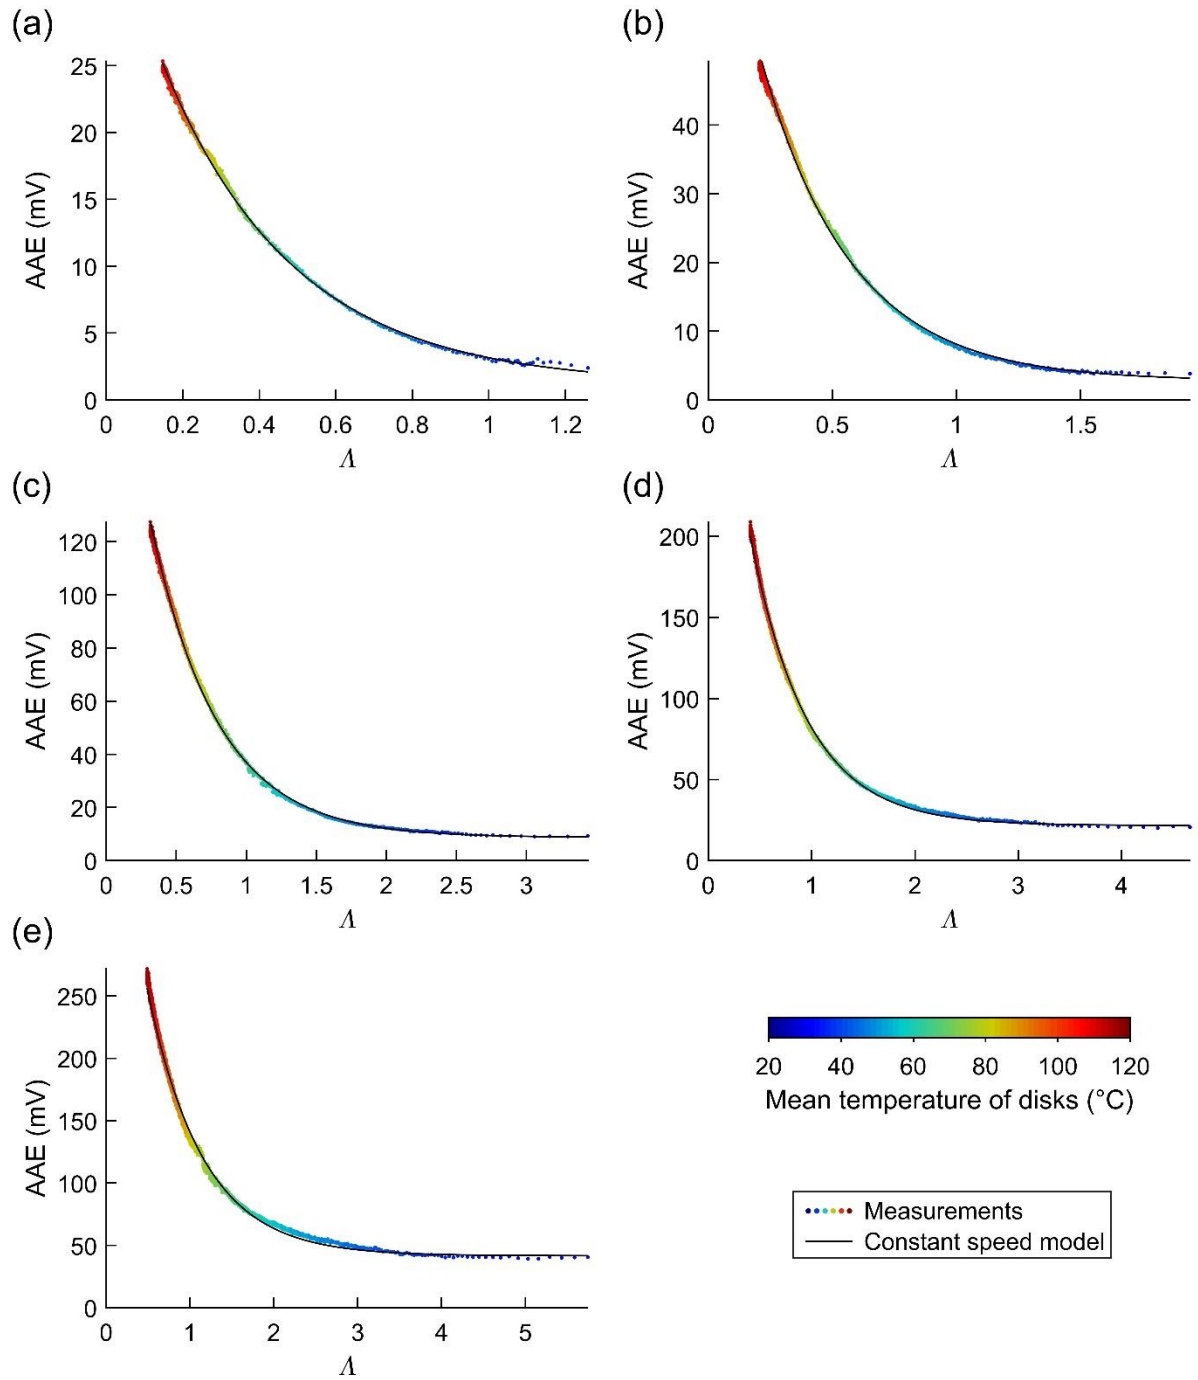 (a)
25
20
15
10
5
0
AAE (mV)
0 0.2 0.4 0.6 0.8 1 1.2
Λ
(b)
40
30
20
10
0
AAE (mV)
0 0.5 1 1.5
Λ
(c)
120
100
80
60
40
20
0
AAE (mV)
0 0.5 1 1.5 2 2.5 3
Λ
(d)
200
150
100
50
0
AAE (mV)
0 1 2 3 4
Λ
(e)
250
200
150
100
50
0
AAE (mV)
0 1 2 3 4 5
Λ
20 40 60 80 100 120
Mean temperature of disks (°C)
Measurements
Constant speed model